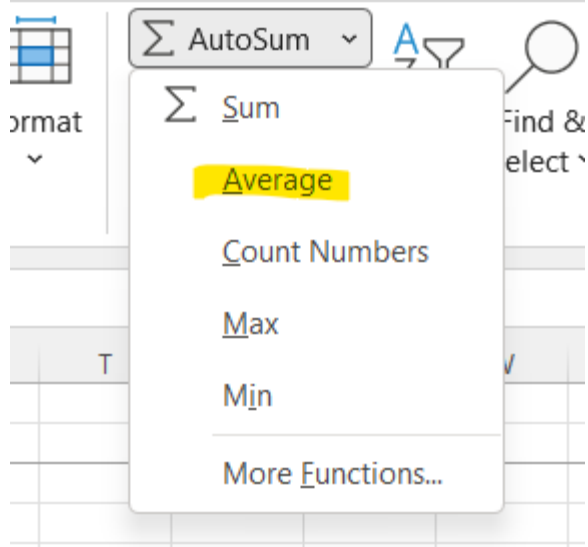 AutoSum
Sum
Average
Count Numbers
Max
Min
More Functions...
ormat
Find &
elect
T